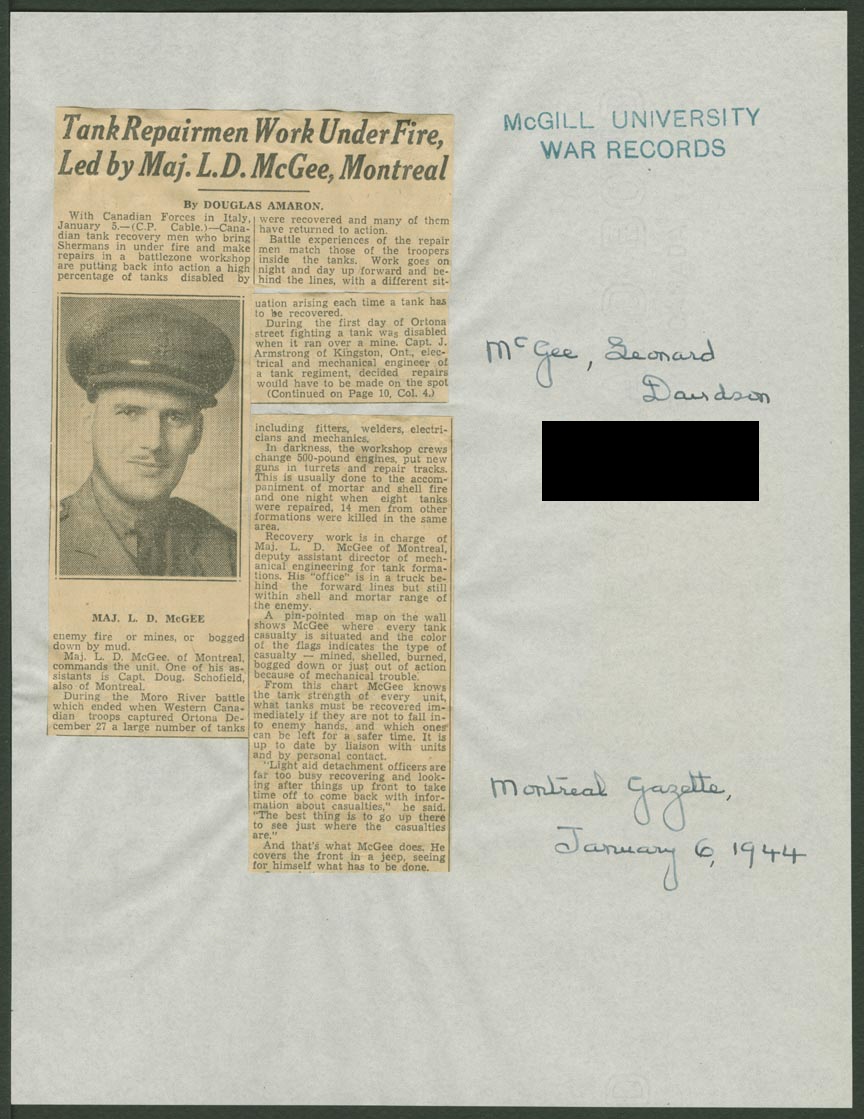 Tank Repairmen Work Under Fire,
Led by Maj. L.D. McGee, Montreal
By DOUGLAS AMARON.
With Canadian Forces in Italy,
January 5.—(C.P. Cable.)—Cana-
dian tank recovery men who bring
Shermans in under fire and make
repairs in a battlezone workshop
are putting back into action a high
percentage of tanks disabled by
MAJ. L. D. McGEE
enemy fire or mines, or bogged
down by mud.
Maj. L. D. McGee, of Montreal,
commands the unit. One of his as-
sistants is Capt. Doug. Schofield,
also of Montreal.
During the Moro River battle
which ended when Western Cana-
dian troops captured Ortona De-
cember 27 a large number of tanks
were recovered and many of them
have returned to action.
Battle experiences of the repair
men match those of the troopers
inside the tanks. Work goes on
night and day up forward and be-
hind the lines, with a different sit-
uation arising each time a tank has
to be recovered.
During the first day of Ortona
street fighting a tank was disabled
when it ran over a mine. Capt. J.
Armstrong of Kingston, Ont., elec-
trical and mechanical engineer of
a tank regiment, decided repairs
would have to be made on the spot
(Continued on Page 10, Col. 4.)
including fitters, welders, electri-
cians and mechanics.
In darkness, the workshop crews
change 500-pound engines, put new
guns in turrets and repair tracks.
This is usually done to the accom-
paniment of mortar and shell fire
and one night when eight tanks
were repaired, 14 men from other
formations were killed in the same
area.
Recovery work is in charge of
Maj. L. D. McGee of Montreal,
deputy assistant director of mech-
anical engineering for tank forma-
tions. His "office" is in a truck be-
hind the forward lines but still
within shell and mortar range of
the enemy.
A pin-pointed map on the wall
shows McGee where every tank
casualty is situated and the color
of the flags indicates the type of
casualty — mined, shelled, burned,
bogged down or just out of action
because of mechanical trouble.
From this chart McGee knows
the tank strength of every unit,
what tanks must be recovered im-
mediately if they are not to fall in-
to enemy hands, and which ones
can be left for a safer time. It is
up to date by liaison with units
and by personal contact.
"Light aid detachment officers are
far too busy recovering and look-
ing after things up front to take
time off to come back with infor-
mation about casualties," he said.
"The best thing is to go up there
to see just where the casualties
are."
And that's what McGee does. He
covers the front in a jeep, seeing
for himself what has to be done.
McGILL UNIVERSITY
WAR RECORDS
McGee, Leonard
Davidson
Montreal Gazette,
January 6, 1944